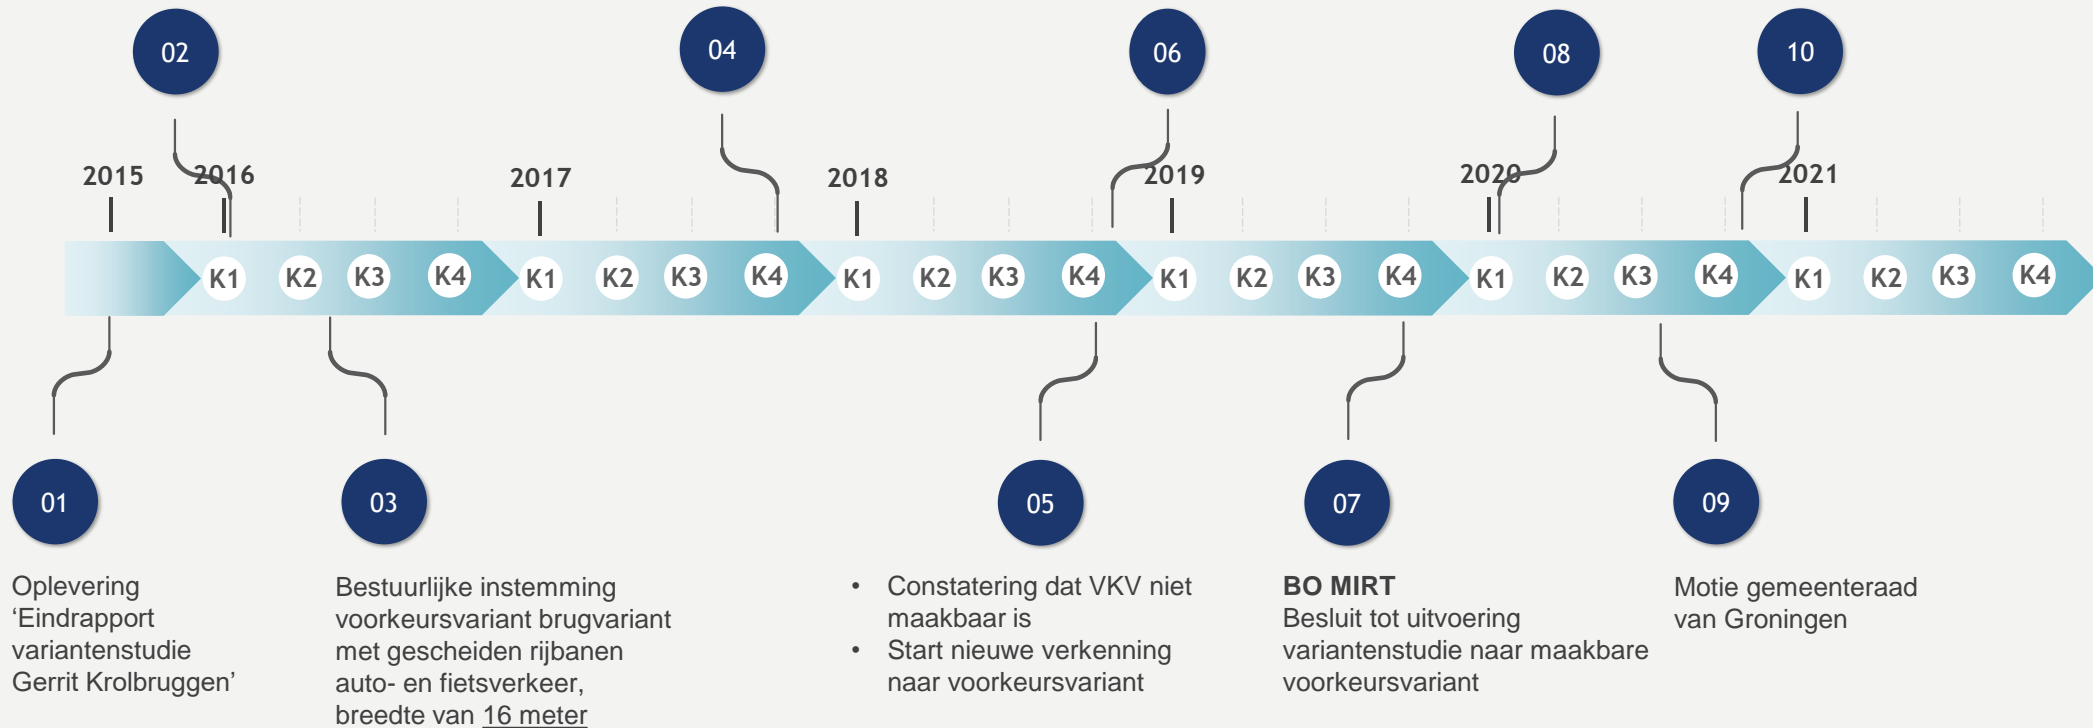 02
04
06
08
10
2015
2016
2017
2018
2019
2020
2021
K1 K2 K3 K4 K1 K2 K3 K4 K1 K2 K3 K4 K1 K2 K3 K4 K1 K2 K3 K4 K1 K2 K3 K4
01
Oplevering
‘Eindrapport
variantenstudie
Gerrit Krolbruggen’
03
Bestuurlijke instemming
voorkeursvariant brugvariant
met gescheiden rijbanen
auto- en fietsverkeer,
breedte van 16 meter
05
• Constatering dat VKV niet
maakbaar is
• Start nieuwe verkenning
naar voorkeursvariant
07
BO MIRT
Besluit tot uitvoering
variantenstudie naar maakbare
voorkeursvariant
09
Motie gemeenteraad
van Groningen